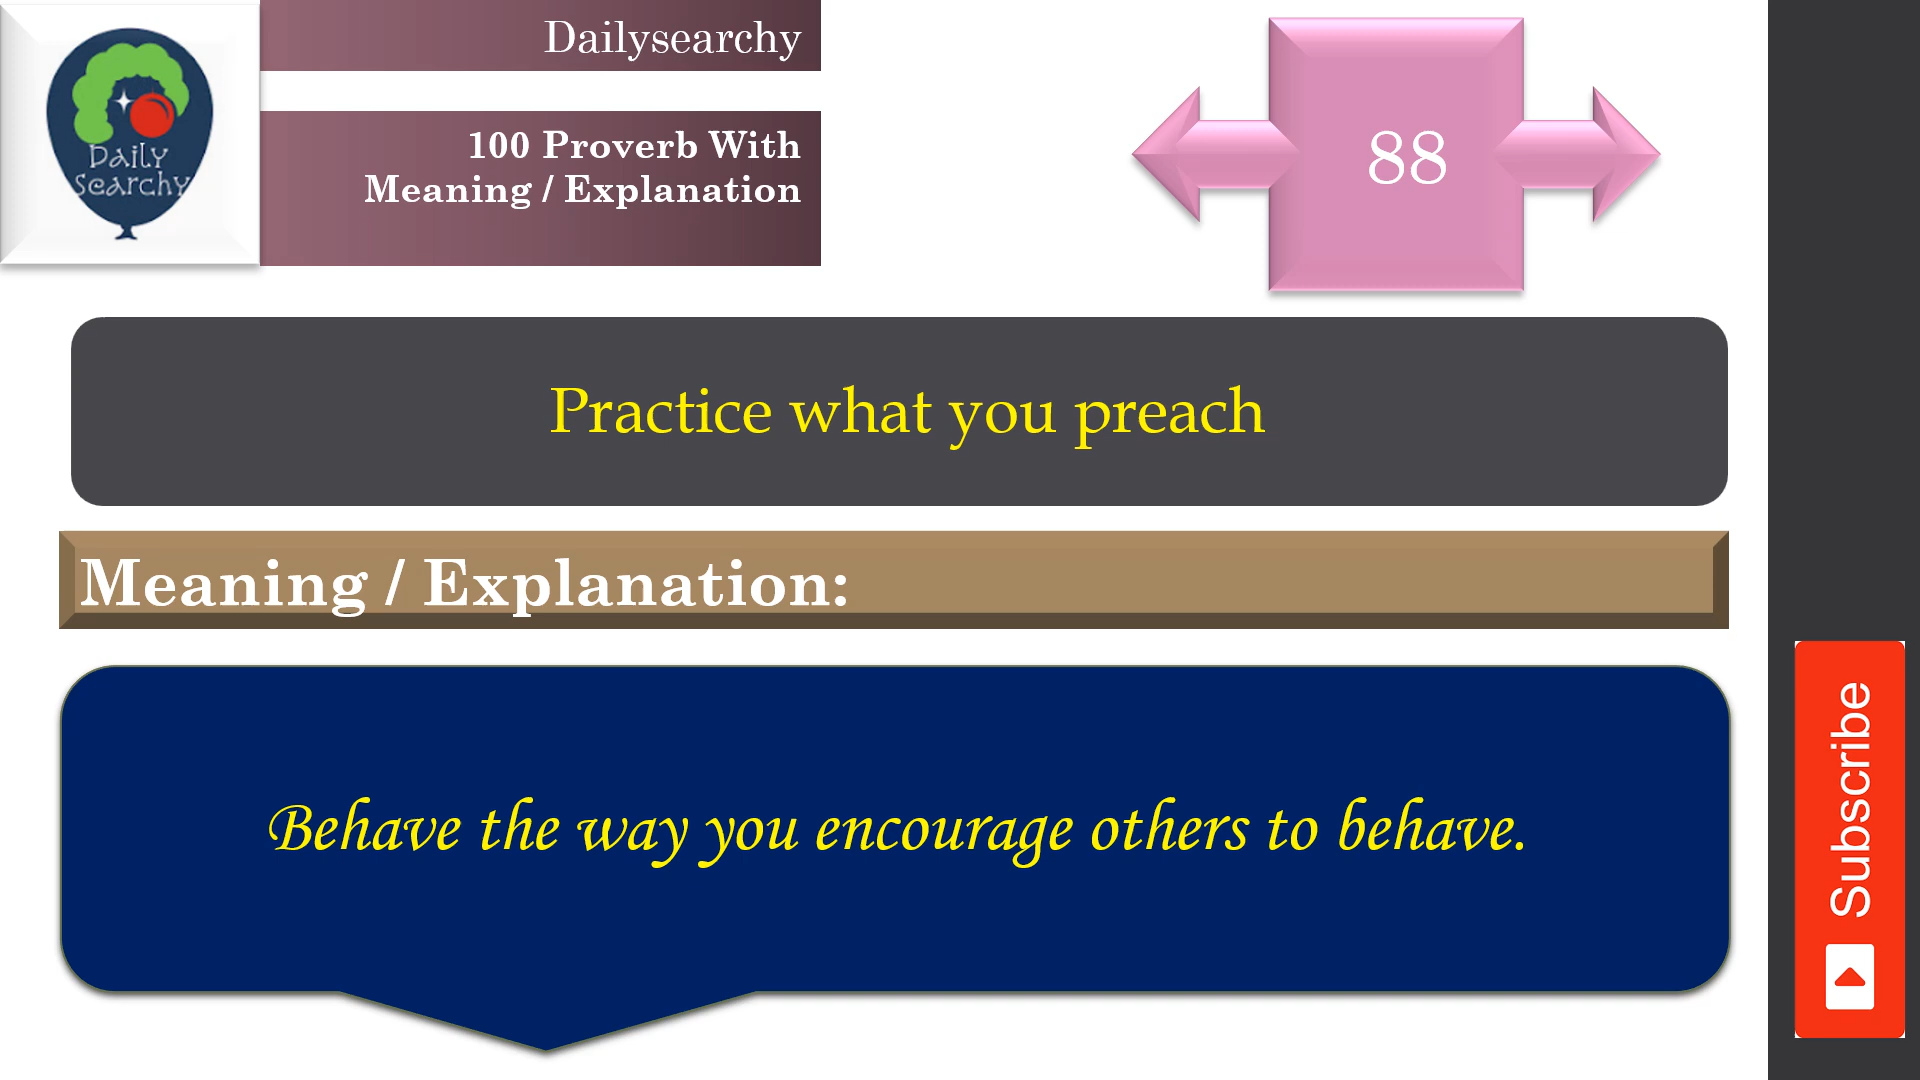 Daily
Searchy
Dailysearchy
100 Proverb With
Meaning / Explanation
88
Practice what you preach
Meaning / Explanation:
Behave the way you encourage others to behave.
Subscribe